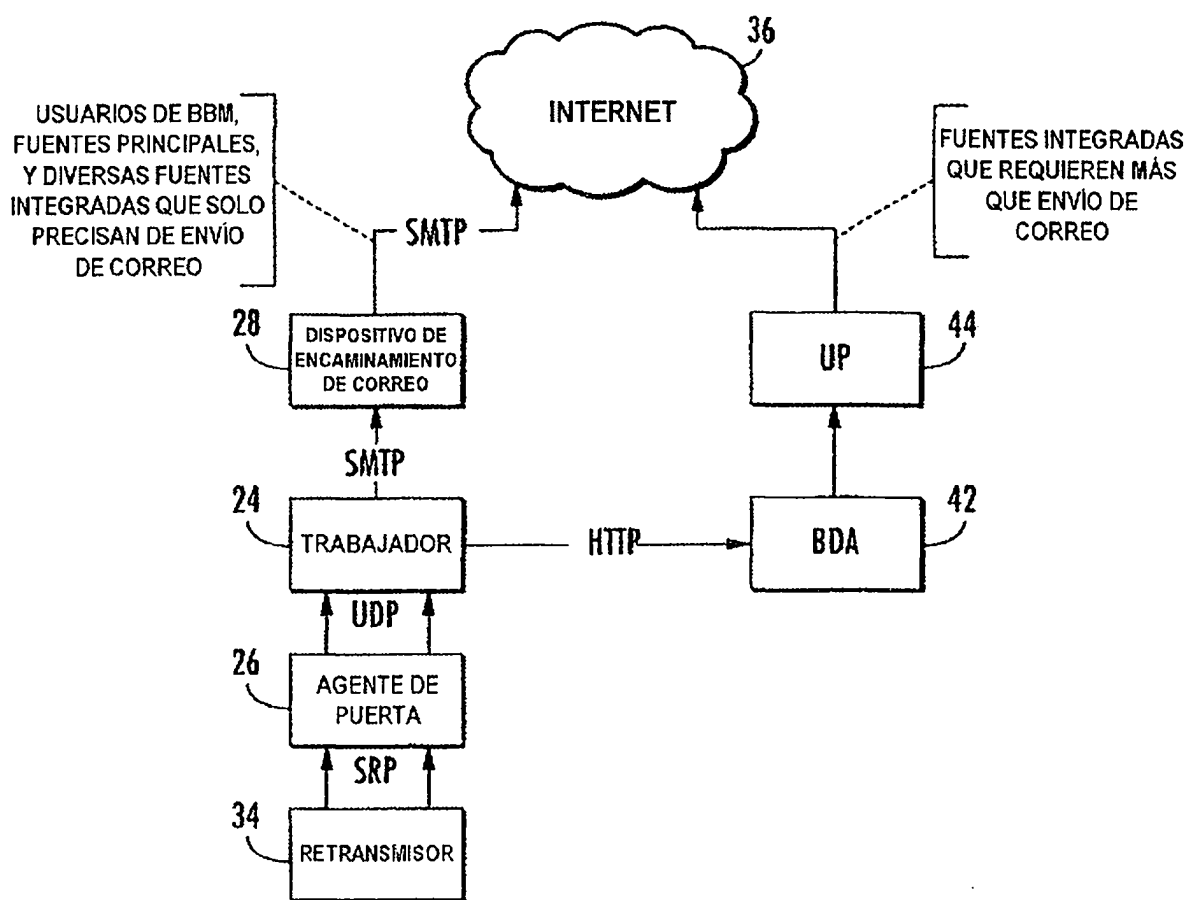 36
INTERNET
USUARIOS DE BBM,
FUENTES PRINCIPALES,
Y DIVERSAS FUENTES
INTEGRADAS QUE SOLO
PRECISAN DE ENVÍO
DE CORREO
FUENTES INTEGRADAS
QUE REQUIEREN MÁS
QUE ENVÍO DE
CORREO
SMTP
28
DISPOSITIVO DE
ENCAMINAMIENTO
DE CORREO
44
UP
SMTP
24
TRABAJADOR
HTTP
42
BDA
UDP
26
AGENTE DE
PUERTA
SRP
34
RETRANSMISOR